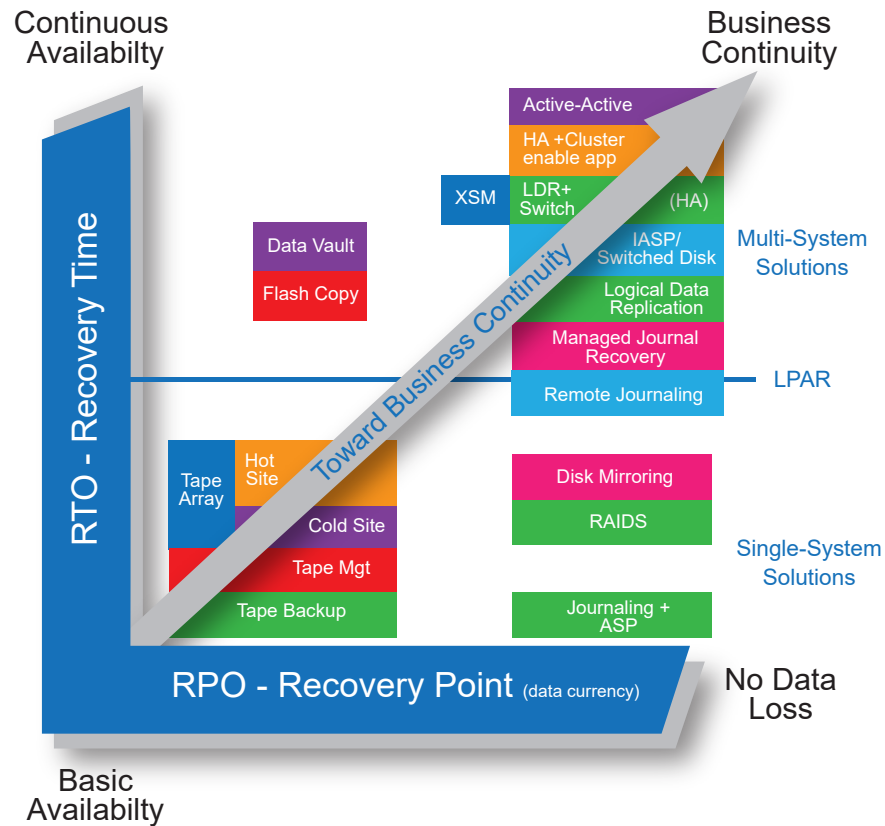 Continuous
Availabilty
Business
Continuity
Active-Active
HA +Cluster
enable app
XSM
LDR+
Switch
(HA)
Data Vault
IASP/
Switched Disk
Multi-System
Solutions
Flash Copy
Logical Data
Replication
Managed Journal
Recovery
LPAR
Remote Journaling
Toward Business Continuity
RTO - Recovery Time
Tape
Array
Hot
Site
Disk Mirroring
Cold Site
RAIDS
Single-System
Solutions
Tape Mgt
Tape Backup
Journaling +
ASP
RPO - Recovery Point (data currency)
No Data
Loss
Basic
Availabilty